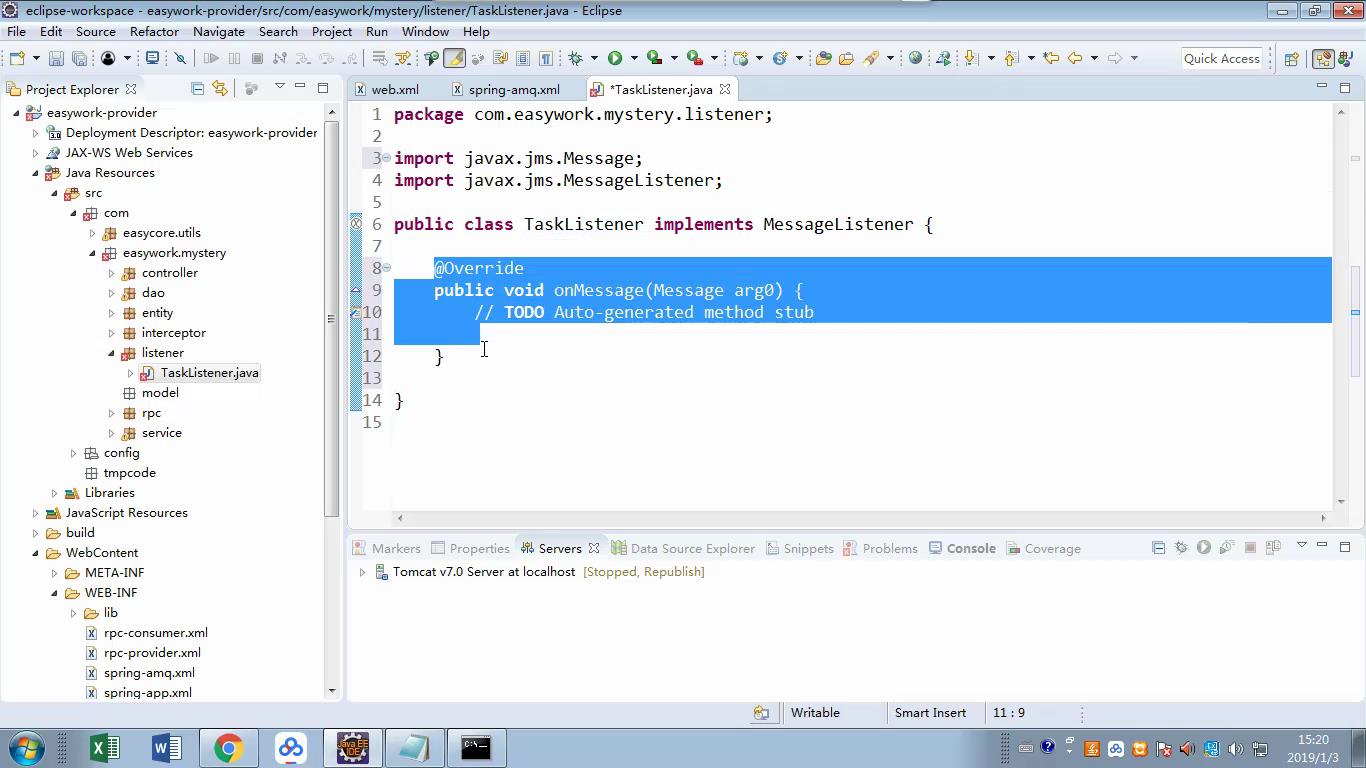 eclipse-workspace - easywork-provider/src/com/easywork/mystery/listener/TaskListener.java - Eclipse
File Edit Source Refactor Navigate Search Project Run Window Help
Quick Access
Project Explorer
web.xml spring-amq.xml *TaskListener.java
easywork-provider
Deployment Descriptor: easywork-provider
JAX-WS Web Services
Java Resources
src
com
easycore.utils
easywork.mystery
controller
dao
entity
interceptor
listener
TaskListener.java
model
rpc
service
config
tmpcode
Libraries
JavaScript Resources
build
WebContent
META-INF
WEB-INF
lib
rpc-consumer.xml
rpc-provider.xml
spring-amq.xml
spring-app.xml
1 package com.easywork.mystery.listener;
2
3 import javax.jms.Message;
4 import javax.jms.MessageListener;
5
6 public class TaskListener implements MessageListener {
7
8 @Override
9 public void onMessage(Message arg0) {
10 // TODO Auto-generated method stub
11
12 }
13
14 }
15
Markers Properties Servers Data Source Explorer Snippets Problems Console Coverage
Tomcat v7.0 Server at localhost [Stopped, Republish]
Writable Smart Insert 11 : 9
Java EE
IDE
C:\.
15:20
2019/1/3